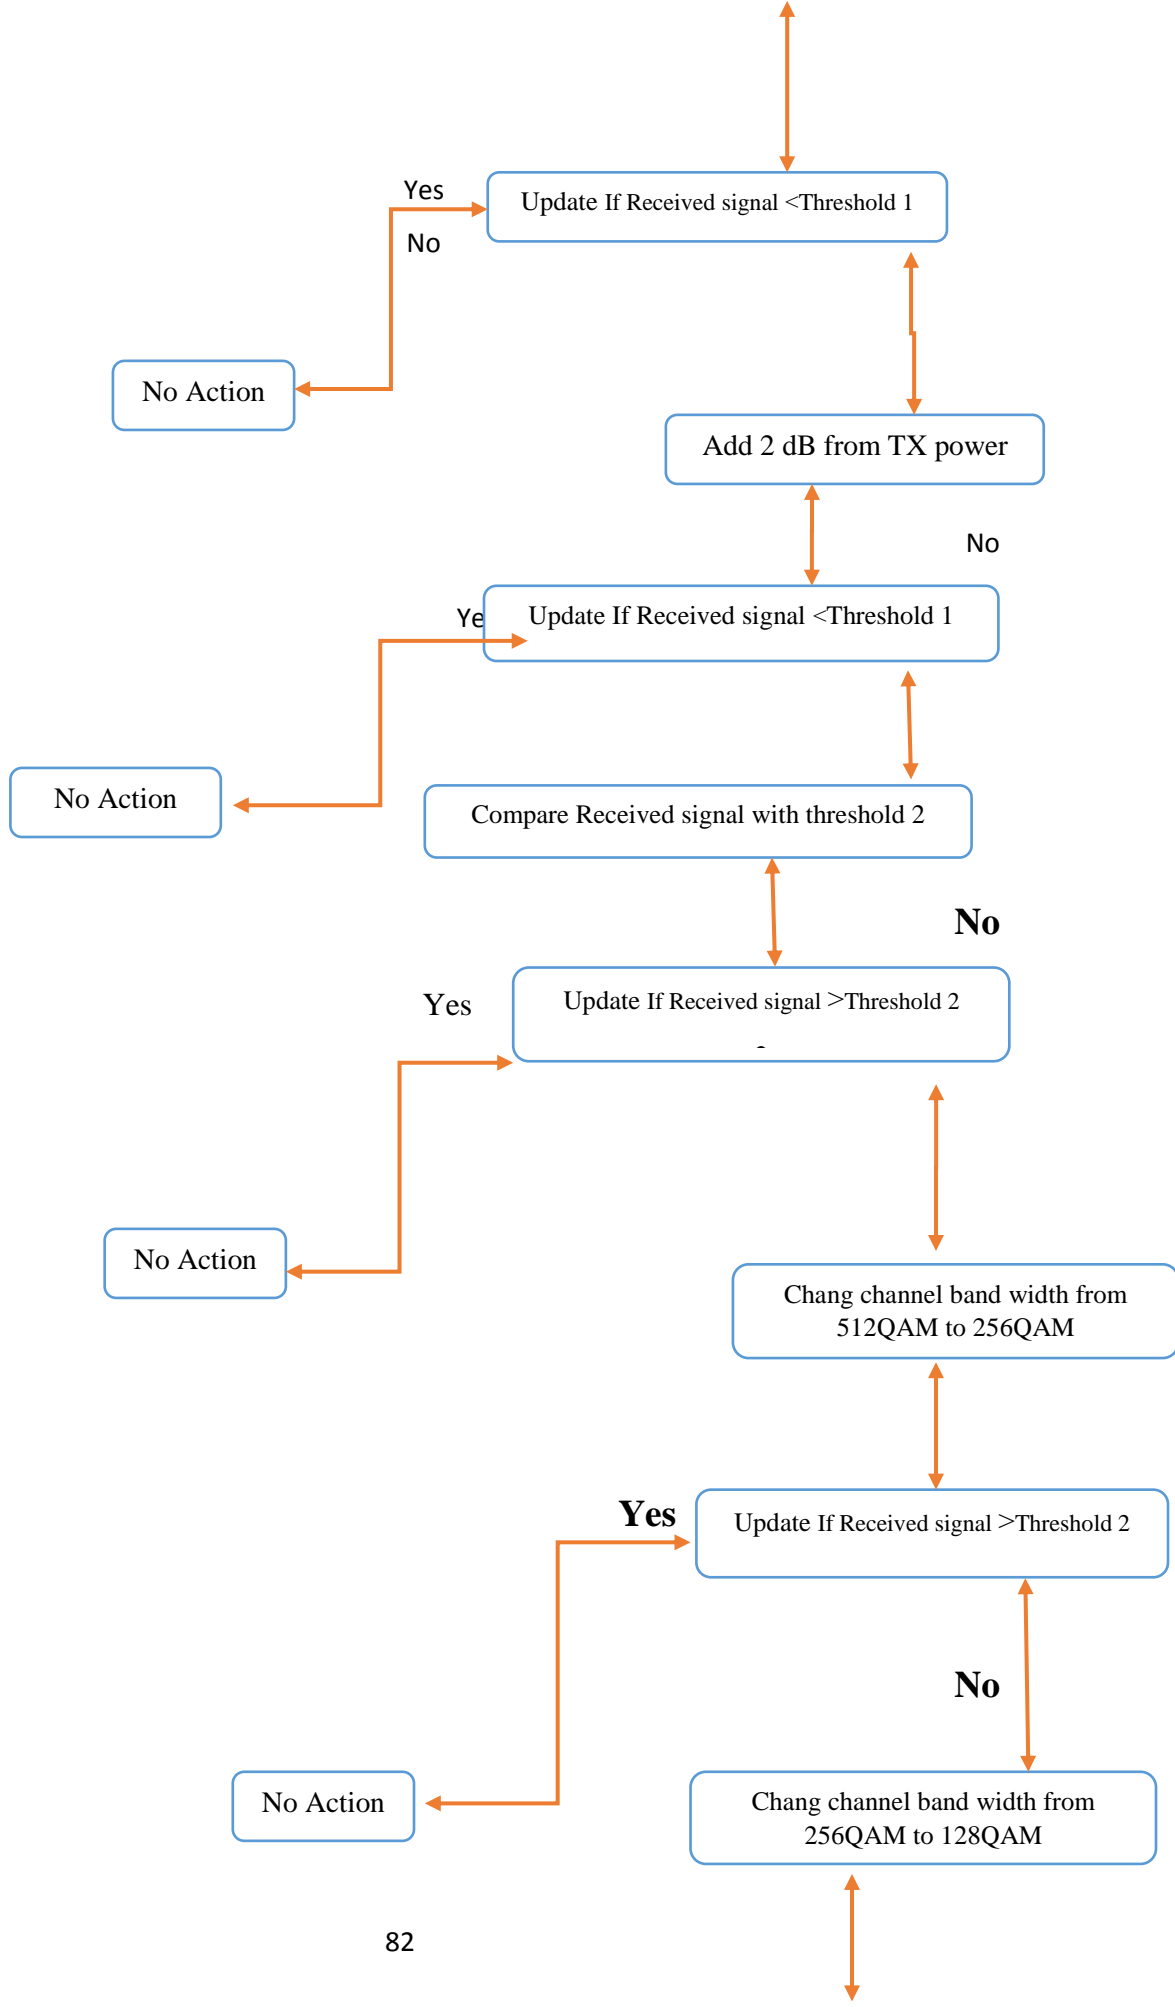 Yes
Update If Received signal <Threshold 1
No
No Action
Add 2 dB from TX power
No
Ye
Update If Received signal <Threshold 1
No Action
Compare Received signal with threshold 2
No
Yes
Update If Received signal >Threshold 2
No Action
Chang channel band width from
512QAM to 256QAM
Yes
Update If Received signal >Threshold 2
No
No Action
Chang channel band width from
256QAM to 128QAM
82